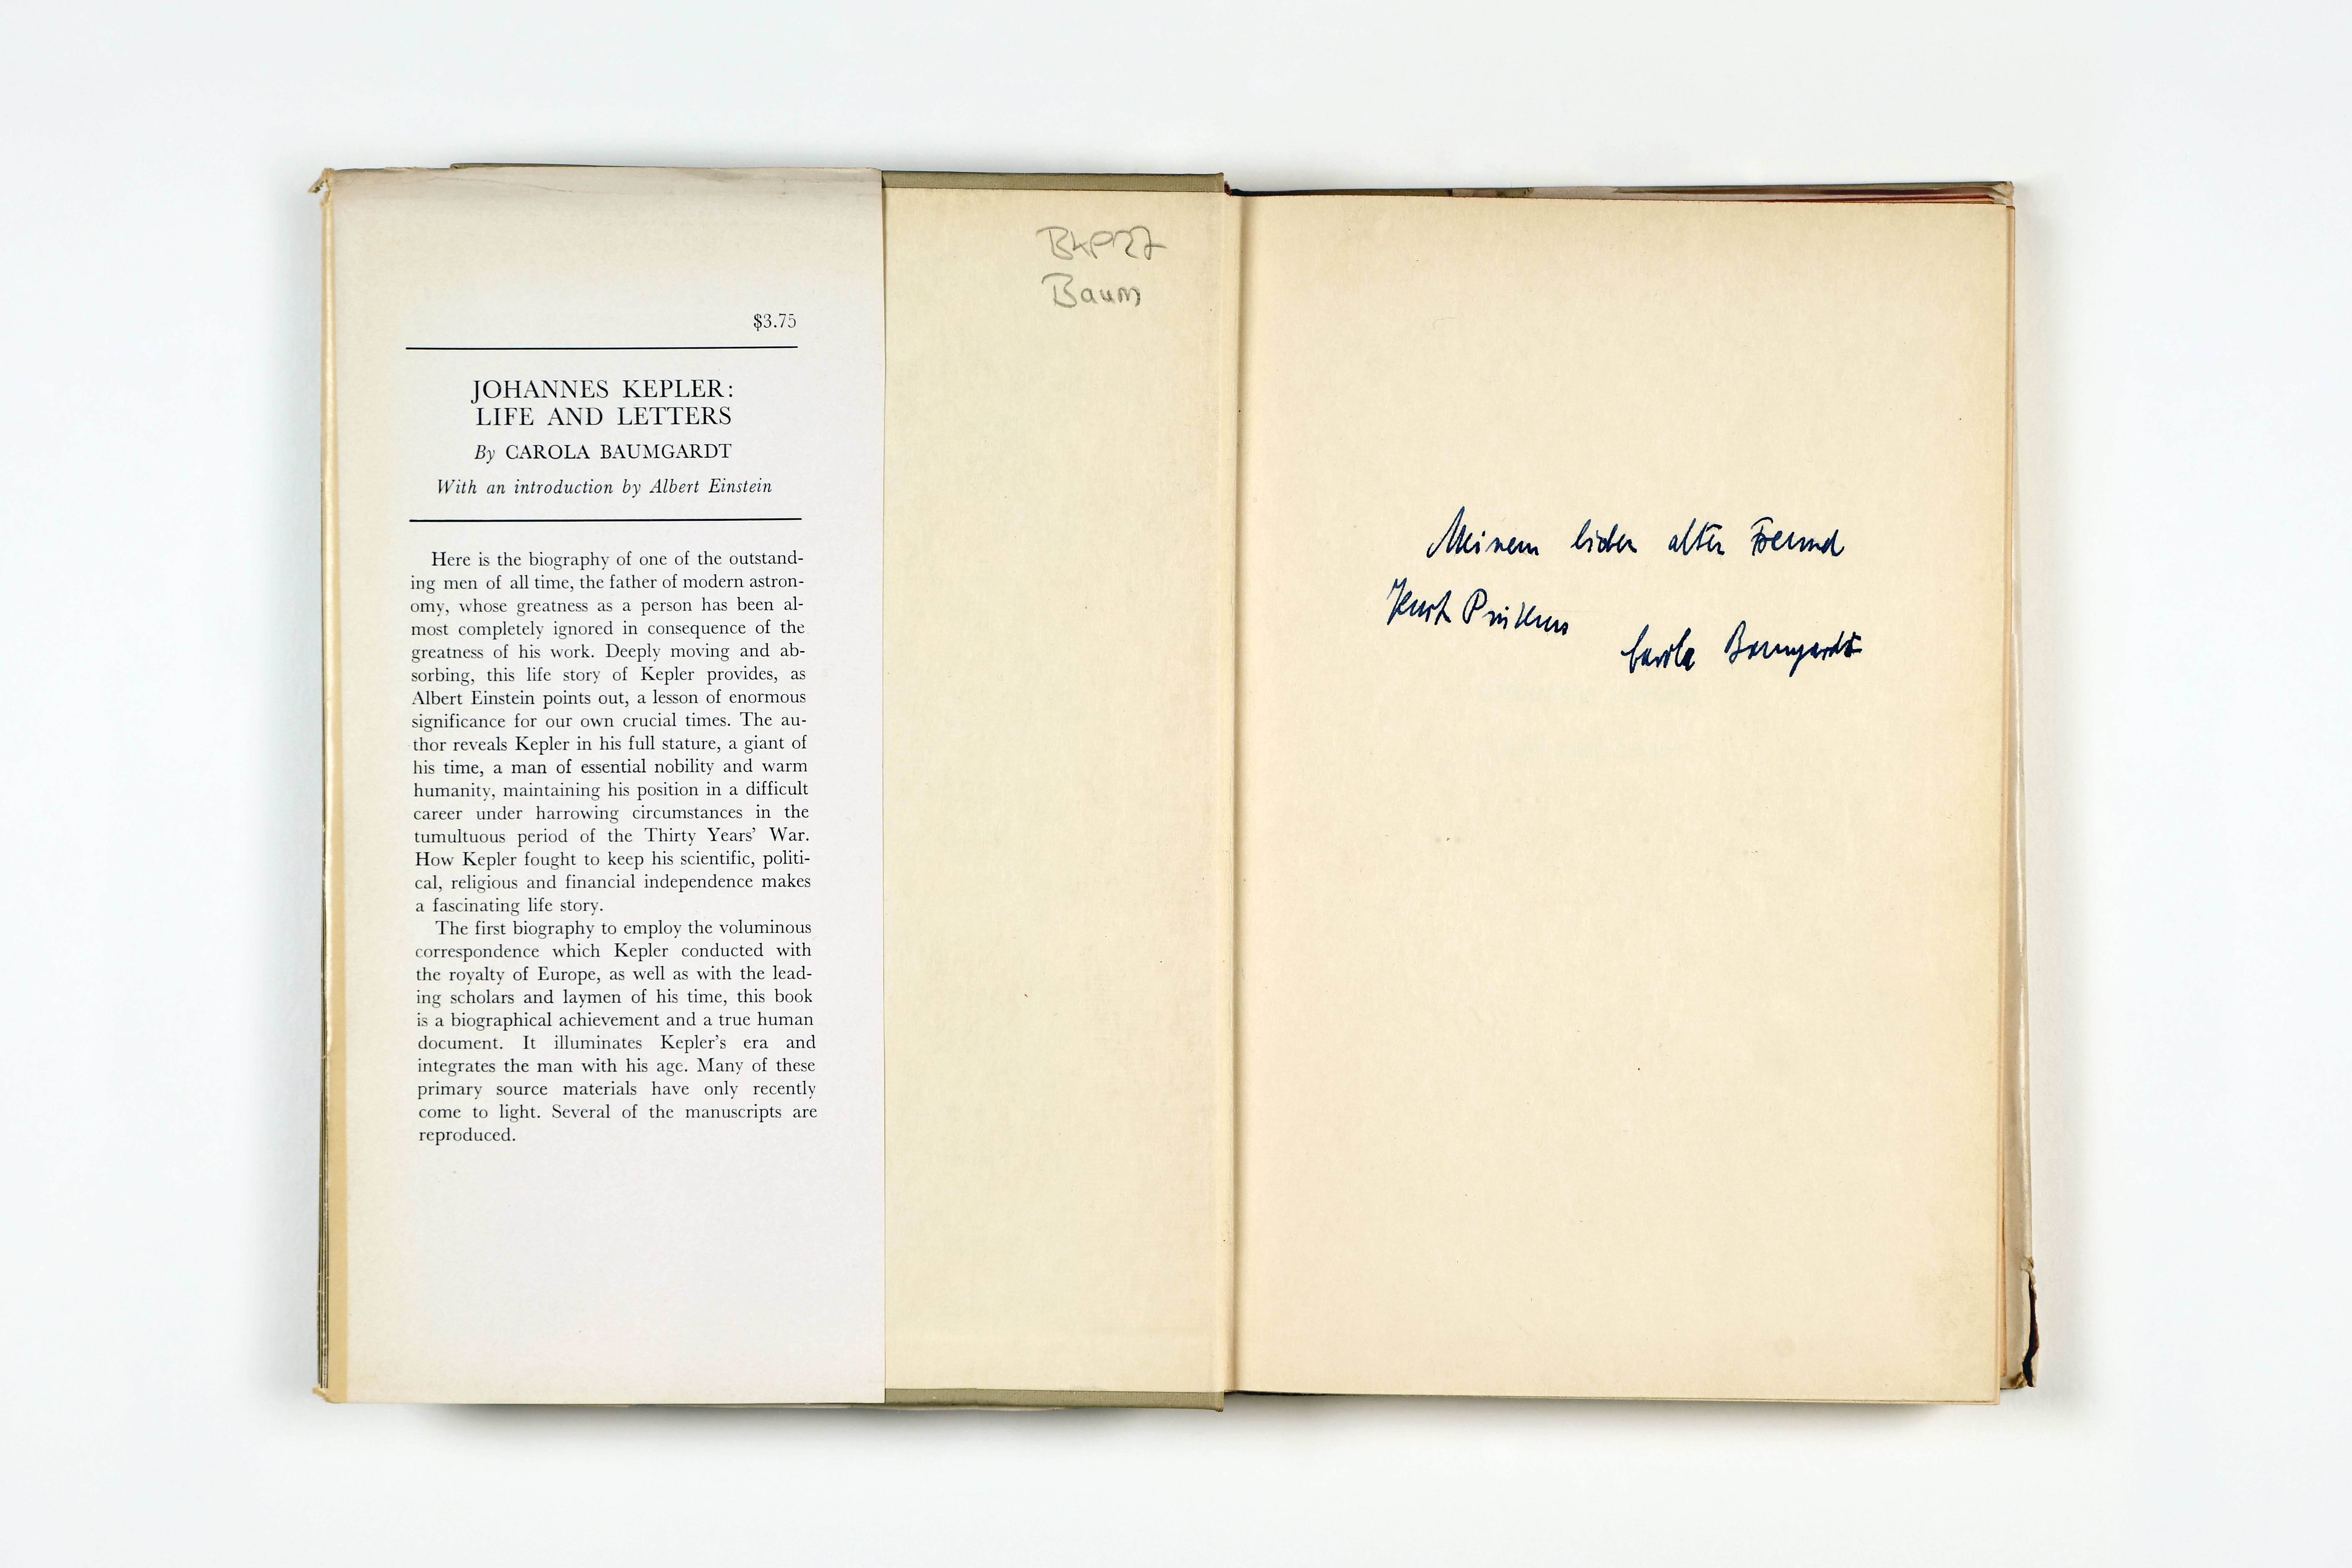 $3.75
JOHANNES KEPLER:
LIFE AND LETTERS
By CAROLA BAUMGARDT
With an introduction by Albert Einstein
Here is the biography of one of the outstand-
ing men of all time, the father of modern astron-
omy, whose greatness as a person has been al-
most completely ignored in consequence of the
greatness of his work. Deeply moving and ab-
sorbing, this life story of Kepler provides, as
Albert Einstein points out, a lesson of enormous
significance for our own crucial times. The au-
thor reveals Kepler in his full stature, a giant of
his time, a man of essential nobility and warm
humanity, maintaining his position in a difficult
career under harrowing circumstances in the
tumultuous period of the Thirty Years' War.
How Kepler fought to keep his scientific, politi-
cal, religious and financial independence makes
a fascinating life story.
The first biography to employ the voluminous
correspondence which Kepler conducted with
the royalty of Europe, as well as with the lead-
ing scholars and laymen of his time, this book
is a biographical achievement and a true human
document. It illuminates Kepler's era and
integrates the man with his age. Many of these
primary source materials have only recently
come to light. Several of the manuscripts are
reproduced.
BKP27
Baum
Meinem lieben alten Freund
Carola Baumgardt